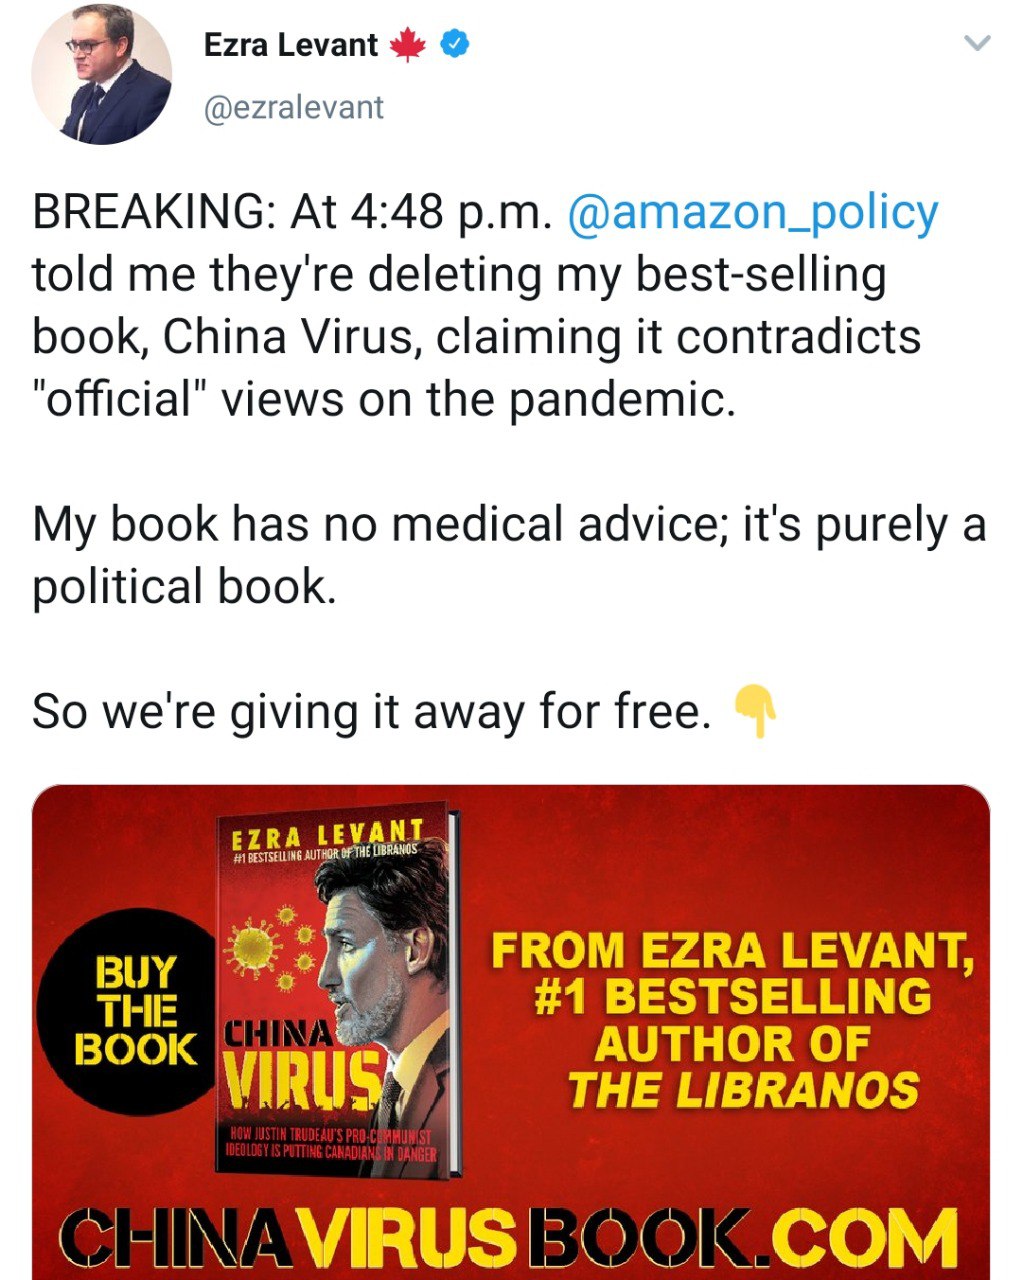 Ezra Levant
@ezralevant
BREAKING: At 4:48 p.m. @amazon_policy
told me they're deleting my best-selling
book, China Virus, claiming it contradicts
"official" views on the pandemic.
My book has no medical advice; it's purely a
political book.
So we're giving it away for free. 👇
BUY
THE
BOOK
EZRA LEVANT
#1 BESTSELLING AUTHOR OF THE LIBRANOS
CHINA
VIRUS
HOW JUSTIN TRUDEAU'S PRO-COMMUNIST
IDEOLOGY IS PUTTING CANADIANS IN DANGER
FROM EZRA LEVANT,
#1 BESTSELLING
AUTHOR OF
THE LIBRANOS
CHINAVIRUSBOOK.COM